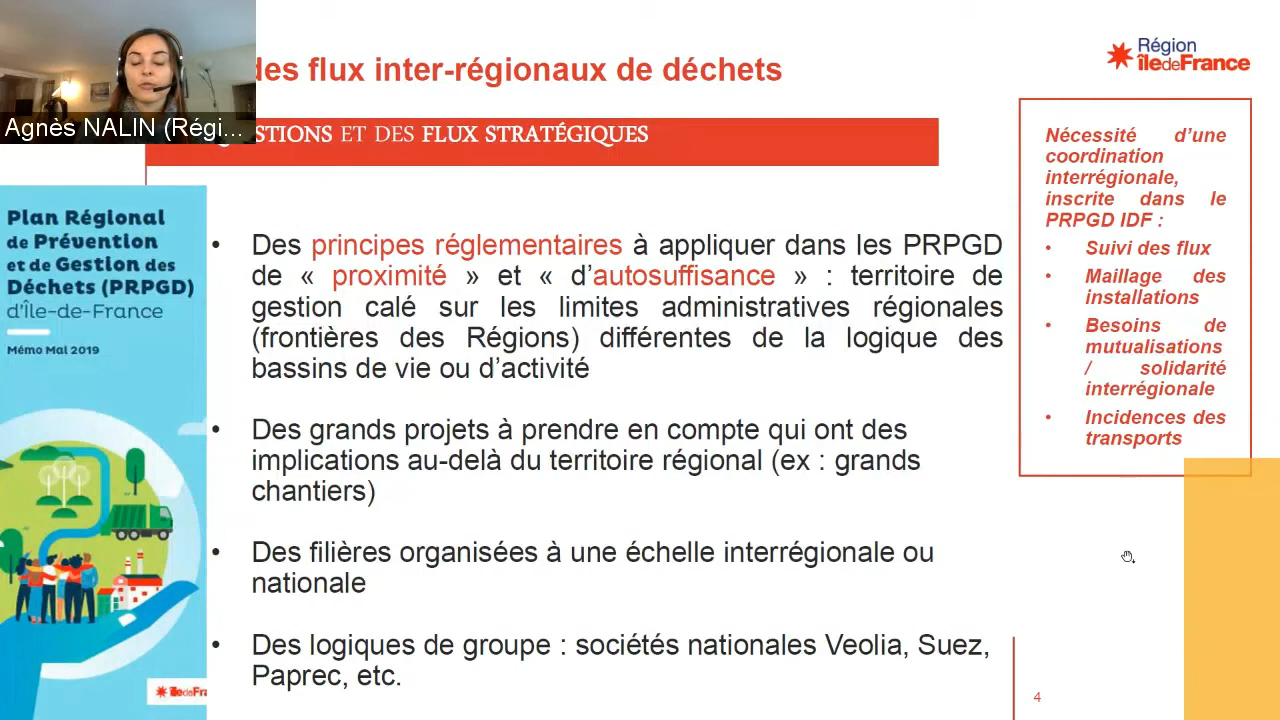 des flux inter-régionaux de déchets
Région
îledeFrance
Agnès NALIN (Régi...
STIONS ET DES FLUX STRATÉGIQUES
Plan Régional
de Prévention
et de Gestion des
Déchets (PRPGD)
d'Île-de-France
Mémo Mai 2019
• Des principes réglementaires à appliquer dans les PRPGD
de « proximité » et « d’autosuffisance » : territoire de
gestion calé sur les limites administratives régionales
(frontières des Régions) différentes de la logique des
bassins de vie ou d’activité
• Des grands projets à prendre en compte qui ont des
implications au-delà du territoire régional (ex : grands
chantiers)
• Des filières organisées à une échelle interrégionale ou
nationale
• Des logiques de groupe : sociétés nationales Veolia, Suez,
Paprec, etc.
Nécessité d’une
coordination
interrégionale,
inscrite dans le
PRPGD IDF :
• Suivi des flux
• Maillage des
installations
• Besoins de
mutualisations
/ solidarité
interrégionale
• Incidences des
transports
îledeFra
4